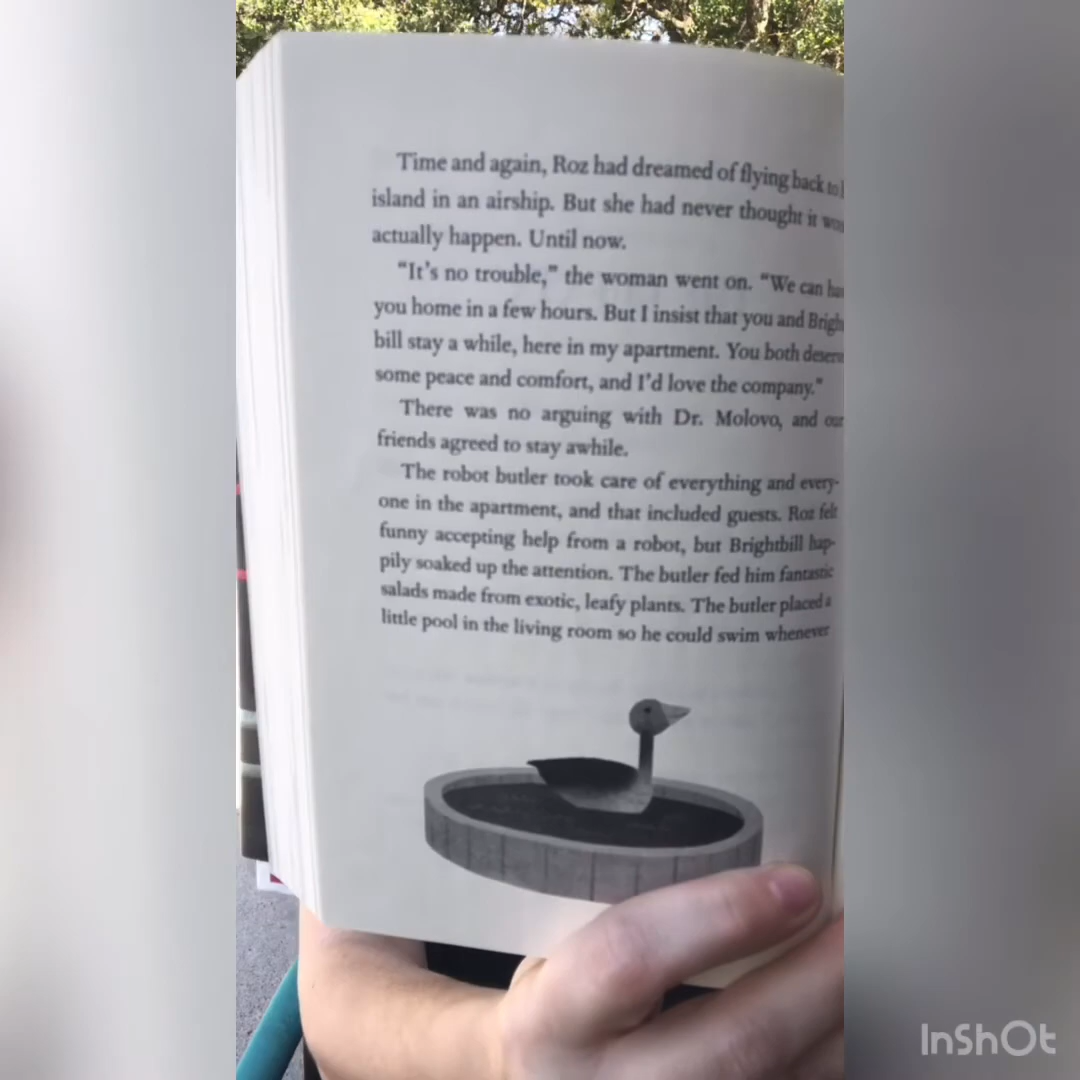 Time and again, Roz had dreamed of flying back to
island in an airship. But she had never thought it
actually happen. Until now.
“It’s no trouble,” the woman went on. “We can
you home in a few hours. But I insist that you and Brigh
bill stay a while, here in my apartment. You both deserv
some peace and comfort, and I’d love the company.”
There was no arguing with Dr. Molovo, and our
friends agreed to stay awhile.
The robot butler took care of everything and every-
one in the apartment, and that included guests. Roz felt
funny accepting help from a robot, but Brightbill hap-
pily soaked up the attention. The butler fed him fantastic
salads made from exotic, leafy plants. The butler placed a
little pool in the living room so he could swim whenever
InShOt